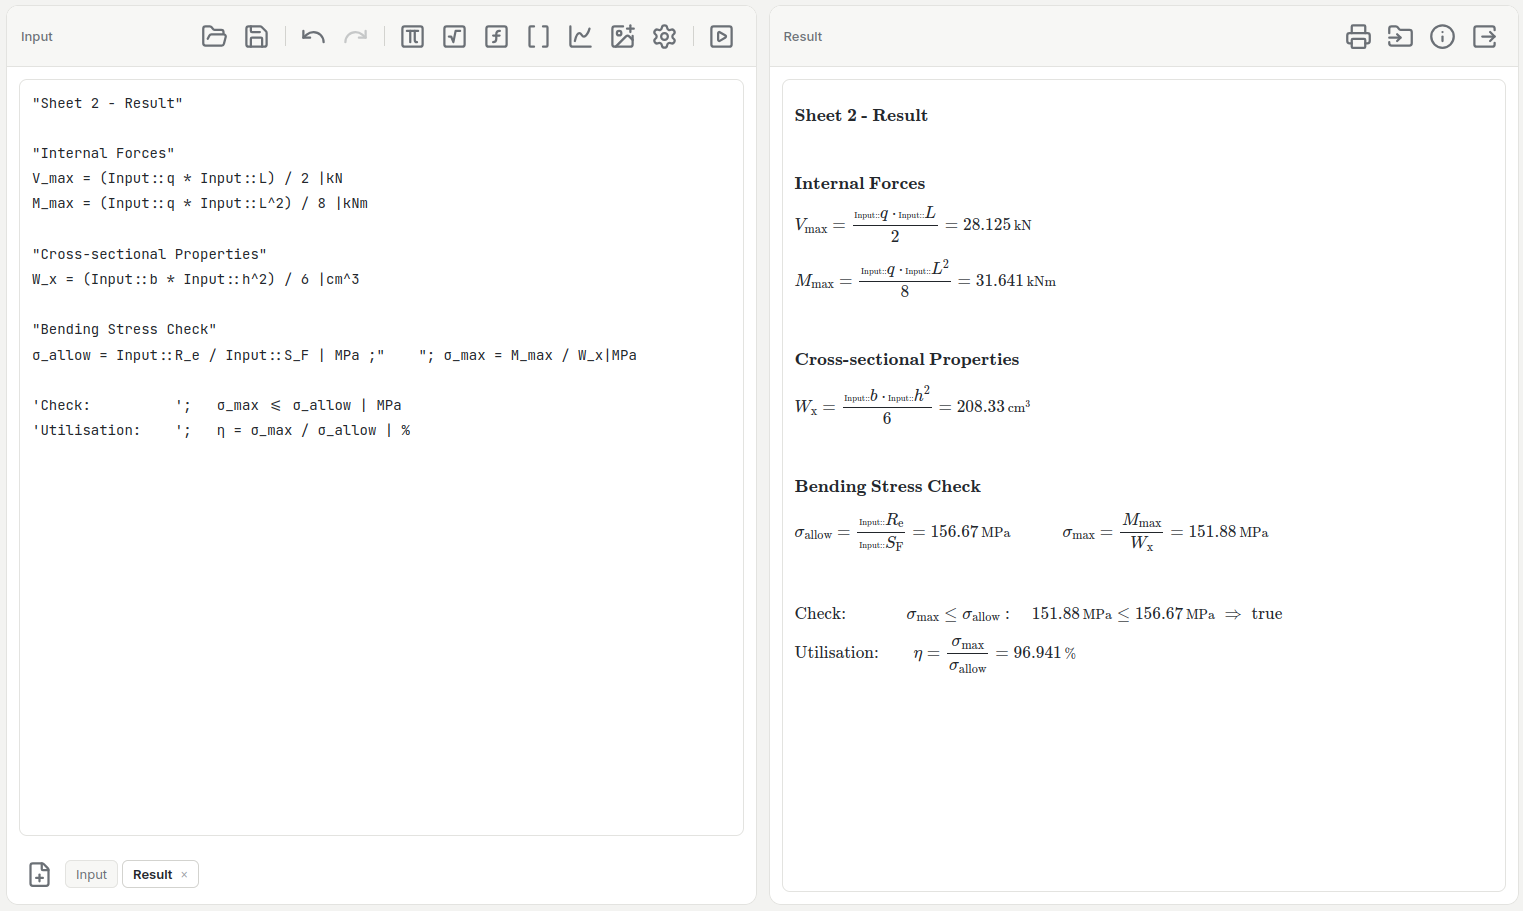 Input
"Sheet 2 - Result"
"Internal Forces"
V_max = (Input::q * Input::L) / 2 |kN
M_max = (Input::q * Input::L^2) / 8 |kNm
"Cross-sectional Properties"
W_x = (Input::b * Input::h^2) / 6 |cm^3
"Bending Stress Check"
σ_allow = Input::R_e / Input::S_F | MPa ;"    "; σ_max = M_max / W_x|MPa
'Check:          ';   σ_max ≤ σ_allow | MPa
'Utilisation:    ';   η = σ_max / σ_allow | %
Input
Result ×
Result
Sheet 2 - Result
Internal Forces
V_max = (Input::q · Input::L) / 2 = 28.125 kN
M_max = (Input::q · Input::L²) / 8 = 31.641 kNm
Cross-sectional Properties
W_x = (Input::b · Input::h²) / 6 = 208.33 cm³
Bending Stress Check
σ_allow = Input::R_e / Input::S_F = 156.67 MPa    σ_max = M_max / W_x = 151.88 MPa
Check: σ_max ≤ σ_allow : 151.88 MPa ≤ 156.67 MPa ⇒ true
Utilisation: η = σ_max / σ_allow = 96.941 %